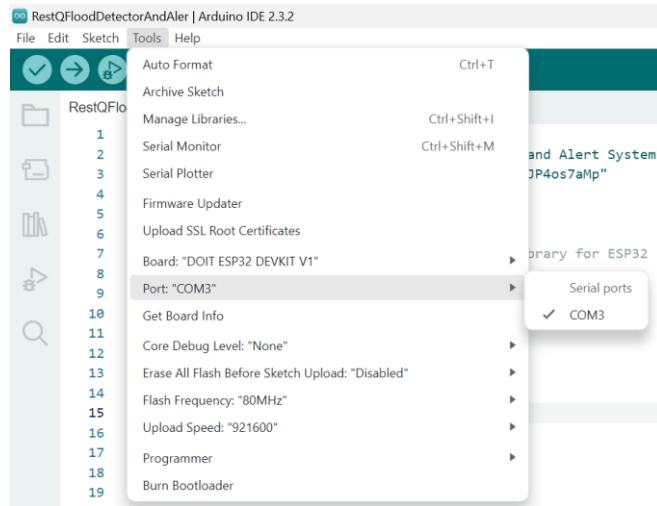 RestQFloodDetectorAndAler | Arduino IDE 2.3.2
File Edit Sketch Tools Help
Auto Format Ctrl+T
Archive Sketch
RestQFlo
Manage Libraries... Ctrl+Shift+I
1
Serial Monitor Ctrl+Shift+M
2 and Alert System
Serial Plotter
3 JP4os7aMp"
4
Firmware Updater
5
Upload SSL Root Certificates
6
7 brary for ESP32
Board: "DOIT ESP32 DEVKIT V1"
8
Port: "COM3" Serial ports
9
10
Get Board Info ✓ COM3
11
Core Debug Level: "None"
12
13
Erase All Flash Before Sketch Upload: "Disabled"
14
Flash Frequency: "80MHz"
15
Upload Speed: "921600"
16
17
Programmer
18
Burn Bootloader
19